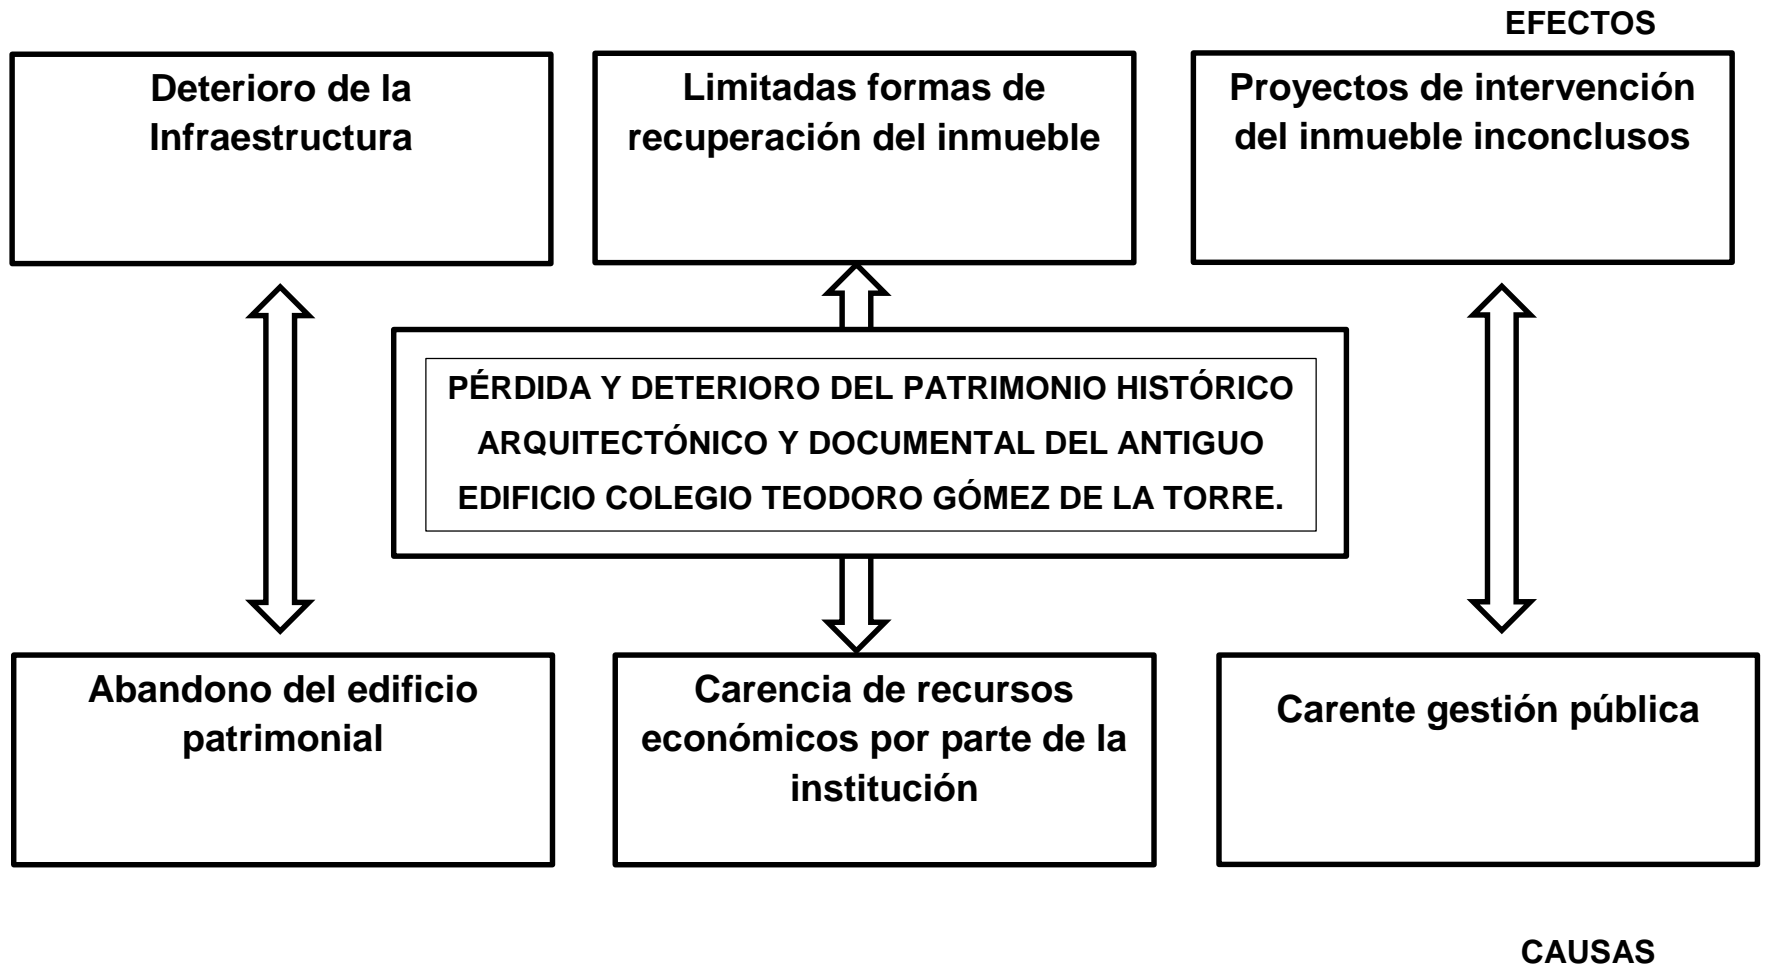 EFECTOS
Deterioro de la
Infraestructura
Limitadas formas de
recuperación del inmueble
Proyectos de intervención
del inmueble inconclusos
PÉRDIDA Y DETERIORO DEL PATRIMONIO HISTÓRICO
ARQUITECTÓNICO Y DOCUMENTAL DEL ANTIGUO
EDIFICIO COLEGIO TEODORO GÓMEZ DE LA TORRE.
Abandono del edificio
patrimonial
Carencia de recursos
económicos por parte de la
institución
Carente gestión pública
CAUSAS